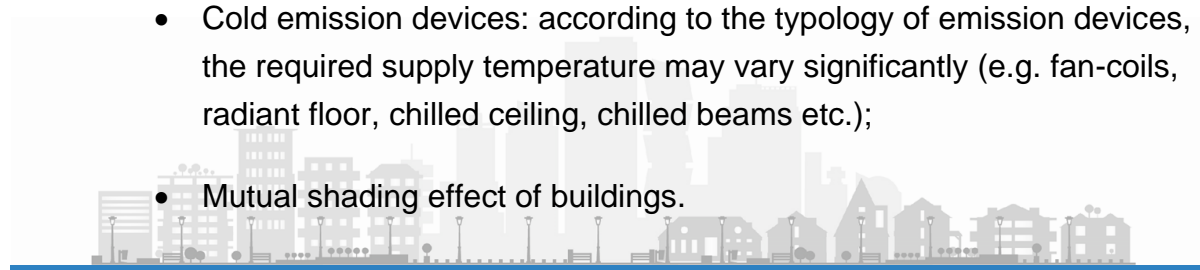 • Cold emission devices: according to the typology of emission devices,
the required supply temperature may vary significantly (e.g. fan-coils,
radiant floor, chilled ceiling, chilled beams etc.);
• Mutual shading effect of buildings.